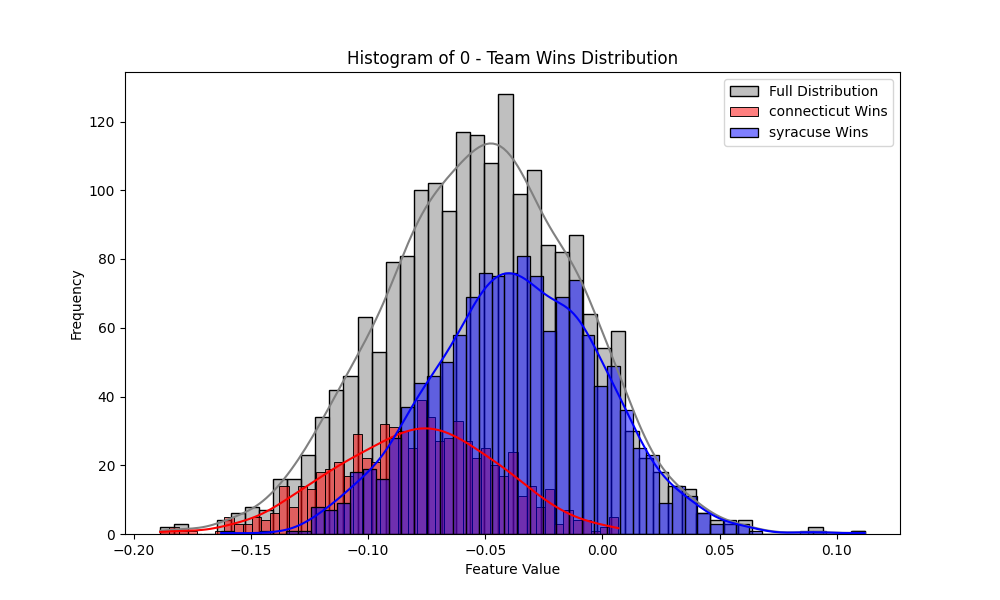 Histogram of 0 - Team Wins Distribution
Full Distribution
connecticut Wins
syracuse Wins
Frequency
120
100
80
60
40
20
0
−0.20 −0.15 −0.10 −0.05 0.00 0.05 0.10
Feature Value